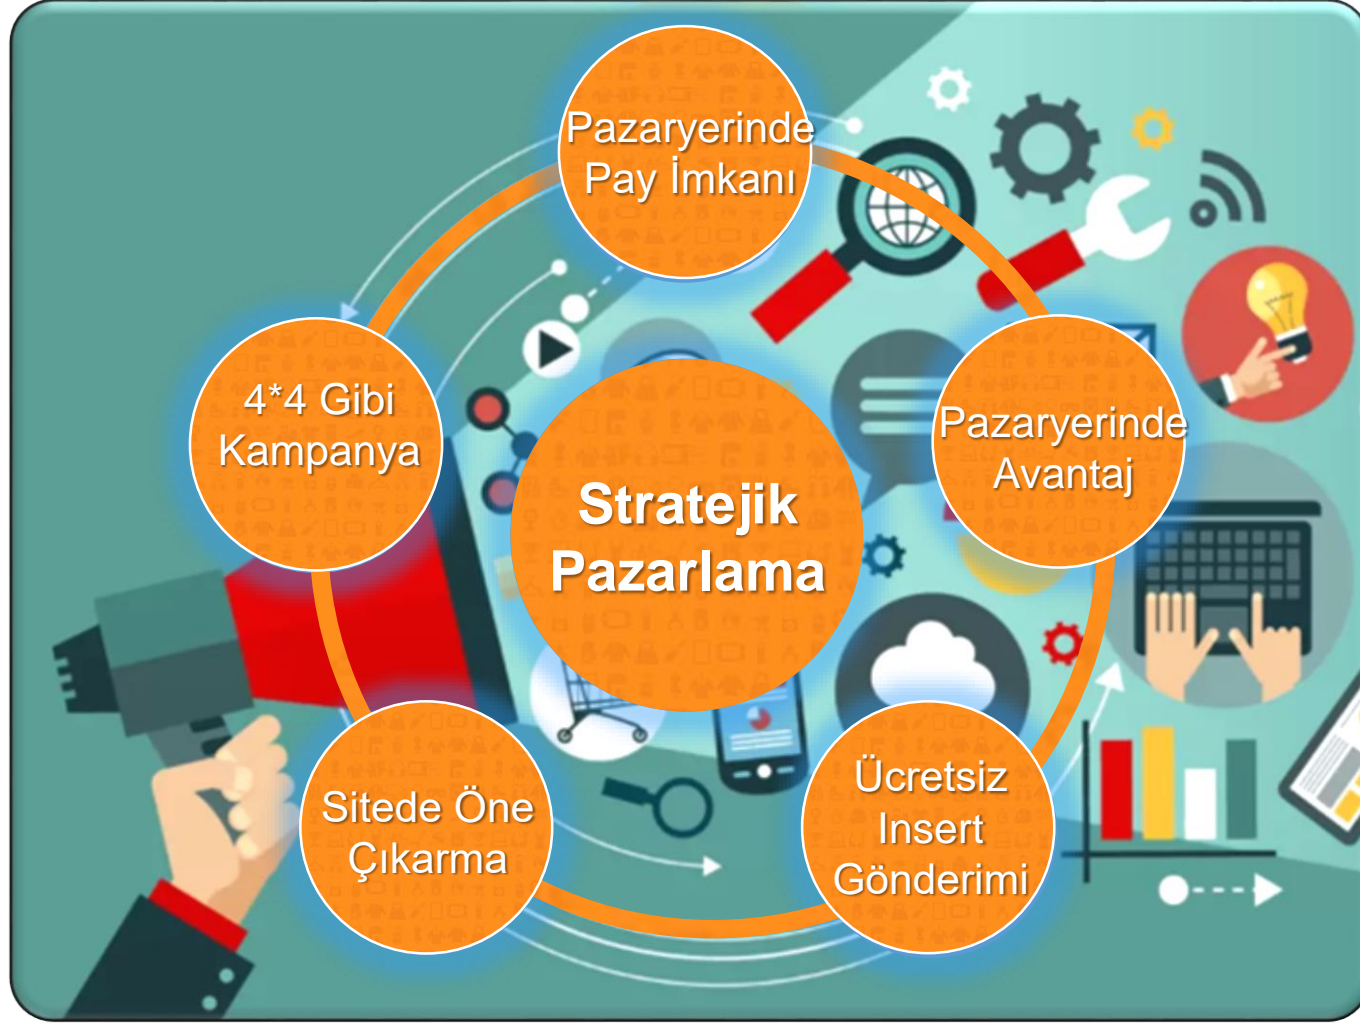 Pazaryerinde
Pay İmkanı
4*4 Gibi
Kampanya
Pazaryerinde
Avantaj
Stratejik
Pazarlama
Sitede Öne
Çıkarma
Ücretsiz
Insert
Gönderimi